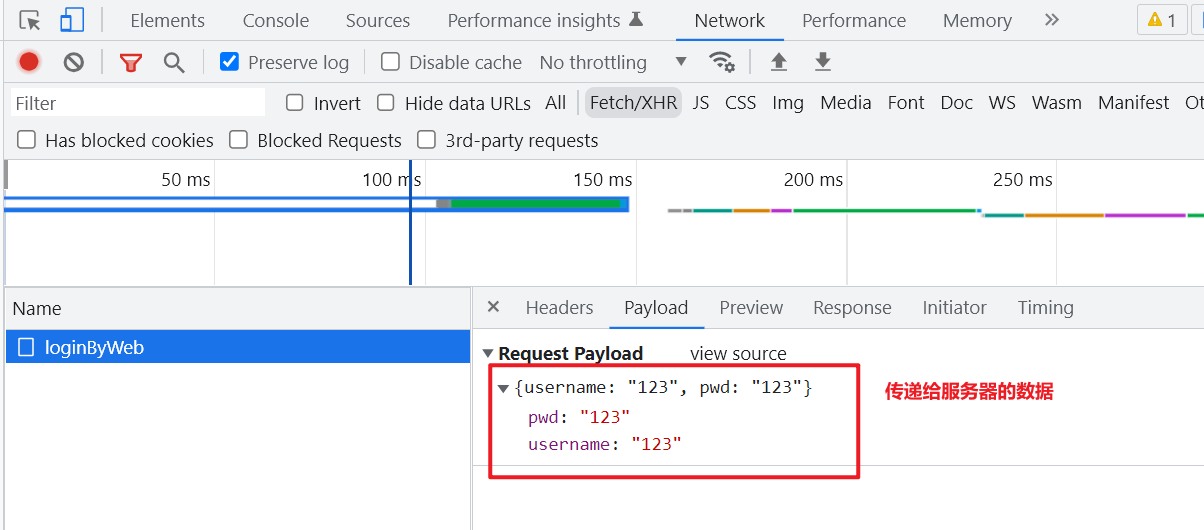 Elements Console Sources Performance insights Network Performance Memory 1
Preserve log Disable cache No throttling
Filter Invert Hide data URLs All Fetch/XHR JS CSS Img Media Font Doc WS Wasm Manifest
Has blocked cookies Blocked Requests 3rd-party requests
50 ms 100 ms 150 ms 200 ms 250 ms
Name
loginByWeb
Headers Payload Preview Response Initiator Timing
Request Payload view source
{username: "123", pwd: "123"}
传递给服务器的数据
pwd: "123"
username: "123"